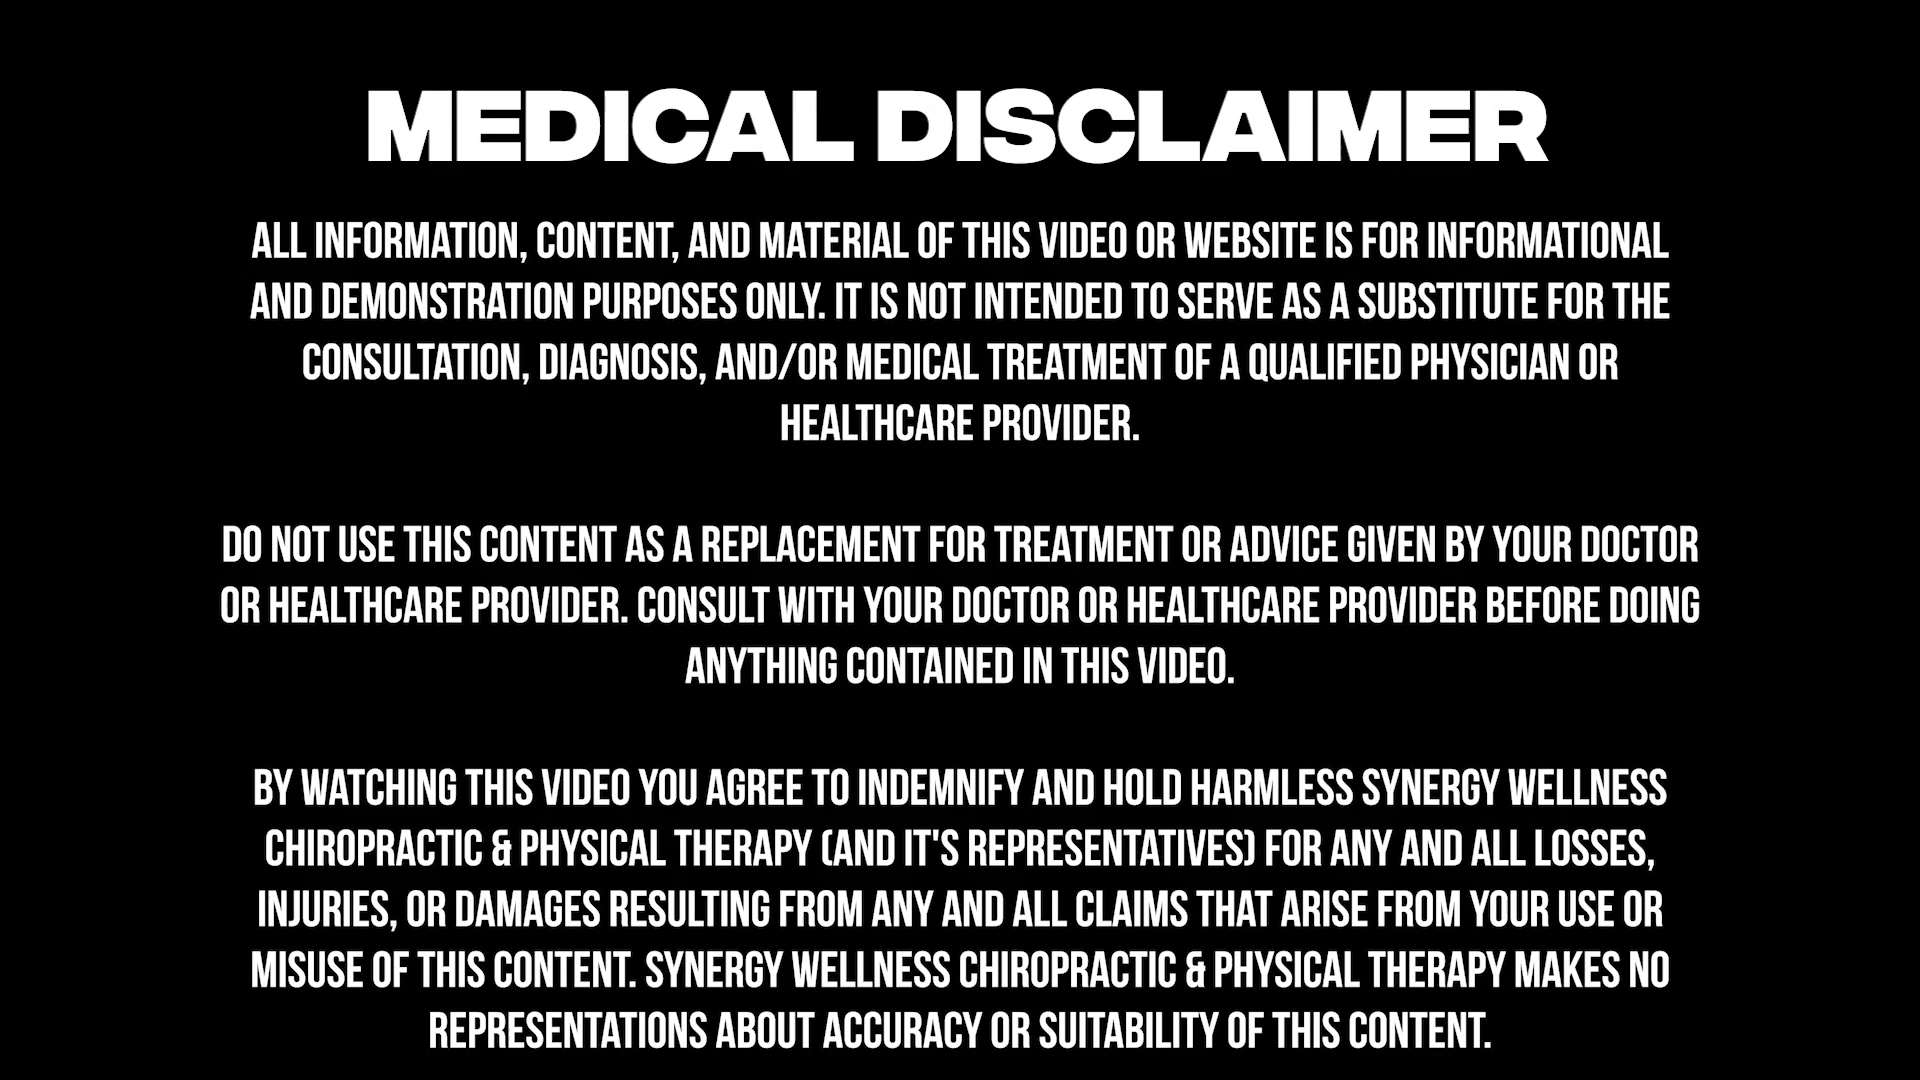 MEDICAL DISCLAIMER
ALL INFORMATION, CONTENT, AND MATERIAL OF THIS VIDEO OR WEBSITE IS FOR INFORMATIONAL
AND DEMONSTRATION PURPOSES ONLY. IT IS NOT INTENDED TO SERVE AS A SUBSTITUTE FOR THE
CONSULTATION, DIAGNOSIS, AND/OR MEDICAL TREATMENT OF A QUALIFIED PHYSICIAN OR
HEALTHCARE PROVIDER.
DO NOT USE THIS CONTENT AS A REPLACEMENT FOR TREATMENT OR ADVICE GIVEN BY YOUR DOCTOR
OR HEALTHCARE PROVIDER. CONSULT WITH YOUR DOCTOR OR HEALTHCARE PROVIDER BEFORE DOING
ANYTHING CONTAINED IN THIS VIDEO.
BY WATCHING THIS VIDEO YOU AGREE TO INDEMNIFY AND HOLD HARMLESS SYNERGY WELLNESS
CHIROPRACTIC & PHYSICAL THERAPY (AND IT'S REPRESENTATIVES) FOR ANY AND ALL LOSSES,
INJURIES, OR DAMAGES RESULTING FROM ANY AND ALL CLAIMS THAT ARISE FROM YOUR USE OR
MISUSE OF THIS CONTENT. SYNERGY WELLNESS CHIROPRACTIC & PHYSICAL THERAPY MAKES NO
REPRESENTATIONS ABOUT ACCURACY OR SUITABILITY OF THIS CONTENT.